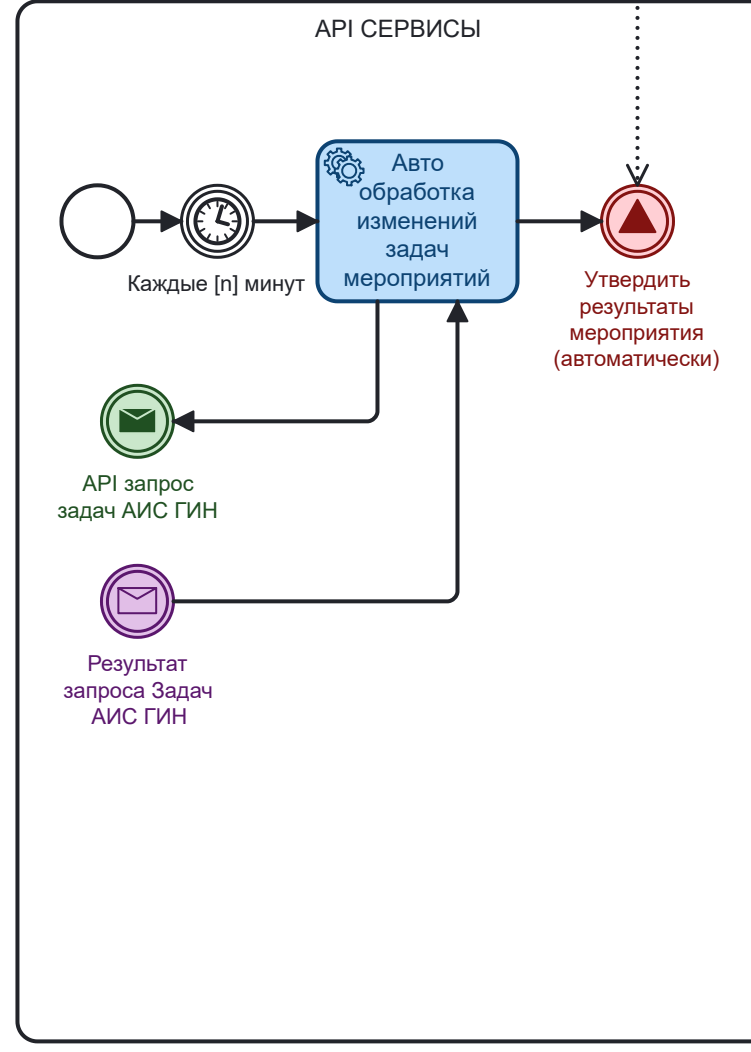 API СЕРВИСЫ
Авто
обработка
изменений
задач
мероприятий
Каждые [n] минут
Утвердить
результаты
мероприятия
(автоматически)
API запрос
задач АИС ГИН
Результат
запроса Задач
АИС ГИН